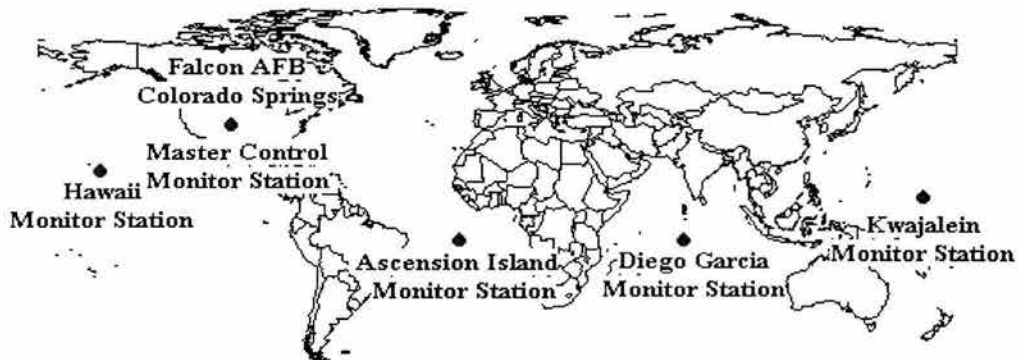 Falcon AFB
Colorado Springs
Master Control
Monitor Station
Hawaii
Monitor Station
Ascension Island
Monitor Station
Diego Garcia
Monitor Station
Kwajalein
Monitor Station